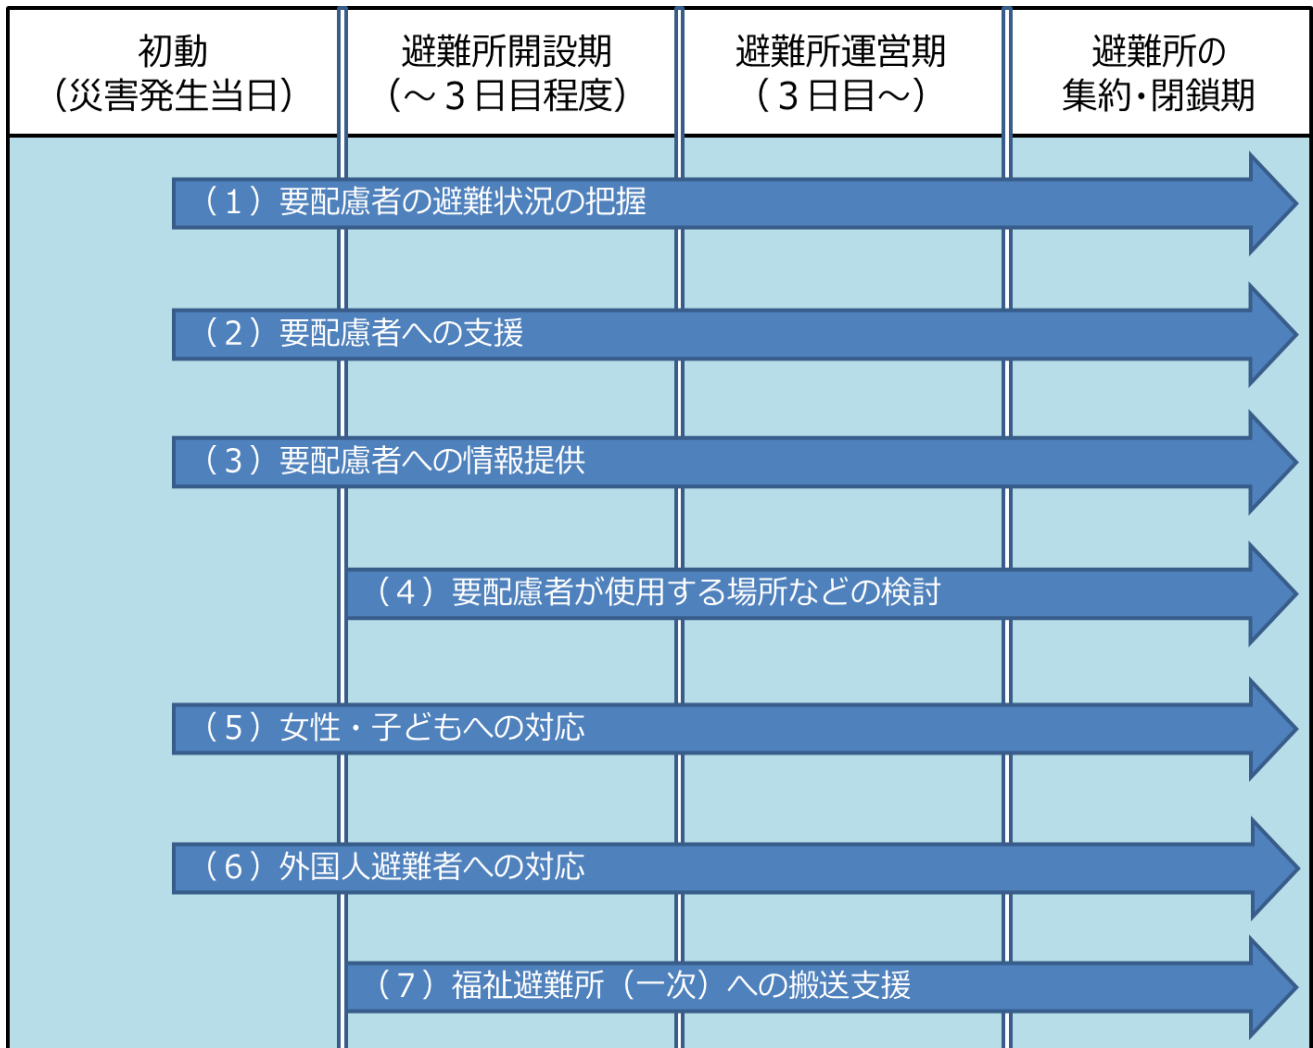 初動
（災害発生当日）
避難所開設期
（～３日目程度）
避難所運営期
（３日目～）
避難所の
集約・閉鎖期
（１）要配慮者の避難状況の把握
（２）要配慮者への支援
（３）要配慮者への情報提供
（４）要配慮者が使用する場所などの検討
（５）女性・子どもへの対応
（６）外国人避難者への対応
（７）福祉避難所（一次）への搬送支援